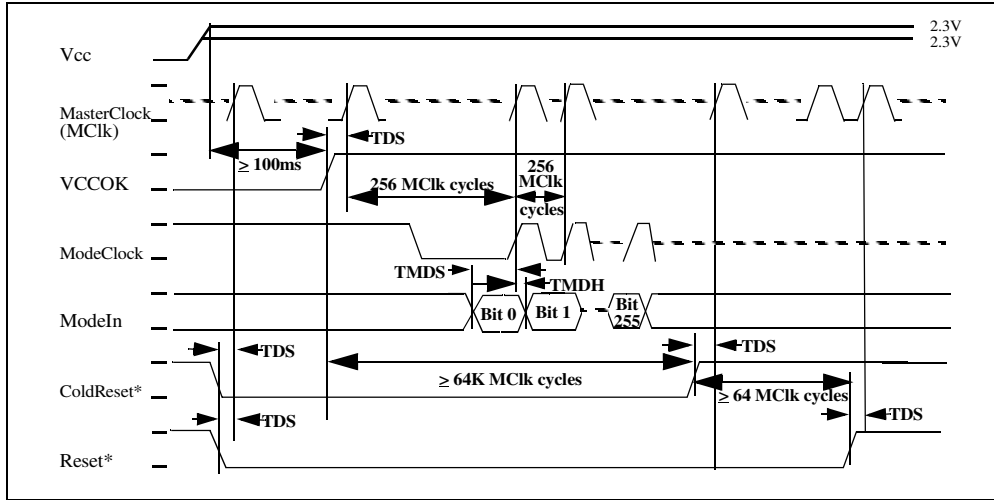 2.3V
2.3V
Vcc
MasterClock
(MClk)
TDS
≥ 100ms
VCCOK
256 MClk cycles
256
MClk
cycles
ModeClock
TMDS
TMDH
ModeIn
Bit 0
Bit 1
Bit
255
TDS
TDS
ColdReset*
≥ 64K MClk cycles
≥ 64 MClk cycles
TDS
TDS
Reset*